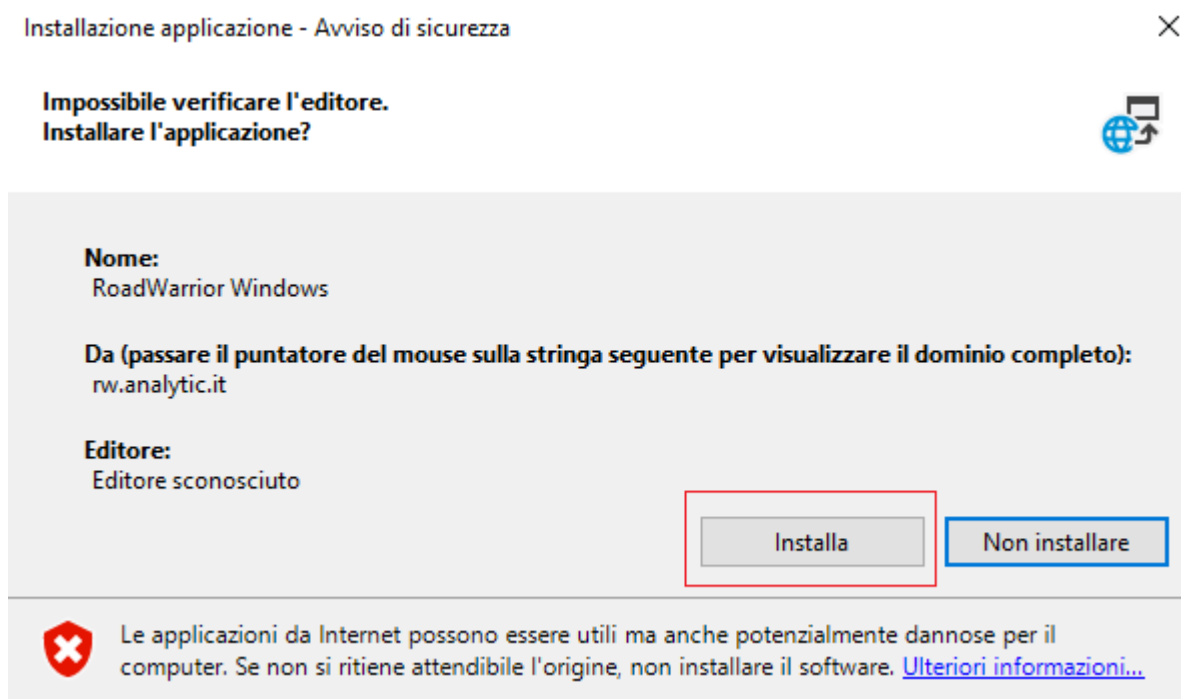 Installazione applicazione - Avviso di sicurezza
Impossibile verificare l'editore.
Installare l'applicazione?
Nome:
RoadWarrior Windows
Da (passare il puntatore del mouse sulla stringa seguente per visualizzare il dominio completo):
rw.analytic.it
Editore:
Editore sconosciuto
Installa
Non installare
Le applicazioni da Internet possono essere utili ma anche potenzialmente dannose per il
computer. Se non si ritiene attendibile l'origine, non installare il software. Ulteriori informazioni...